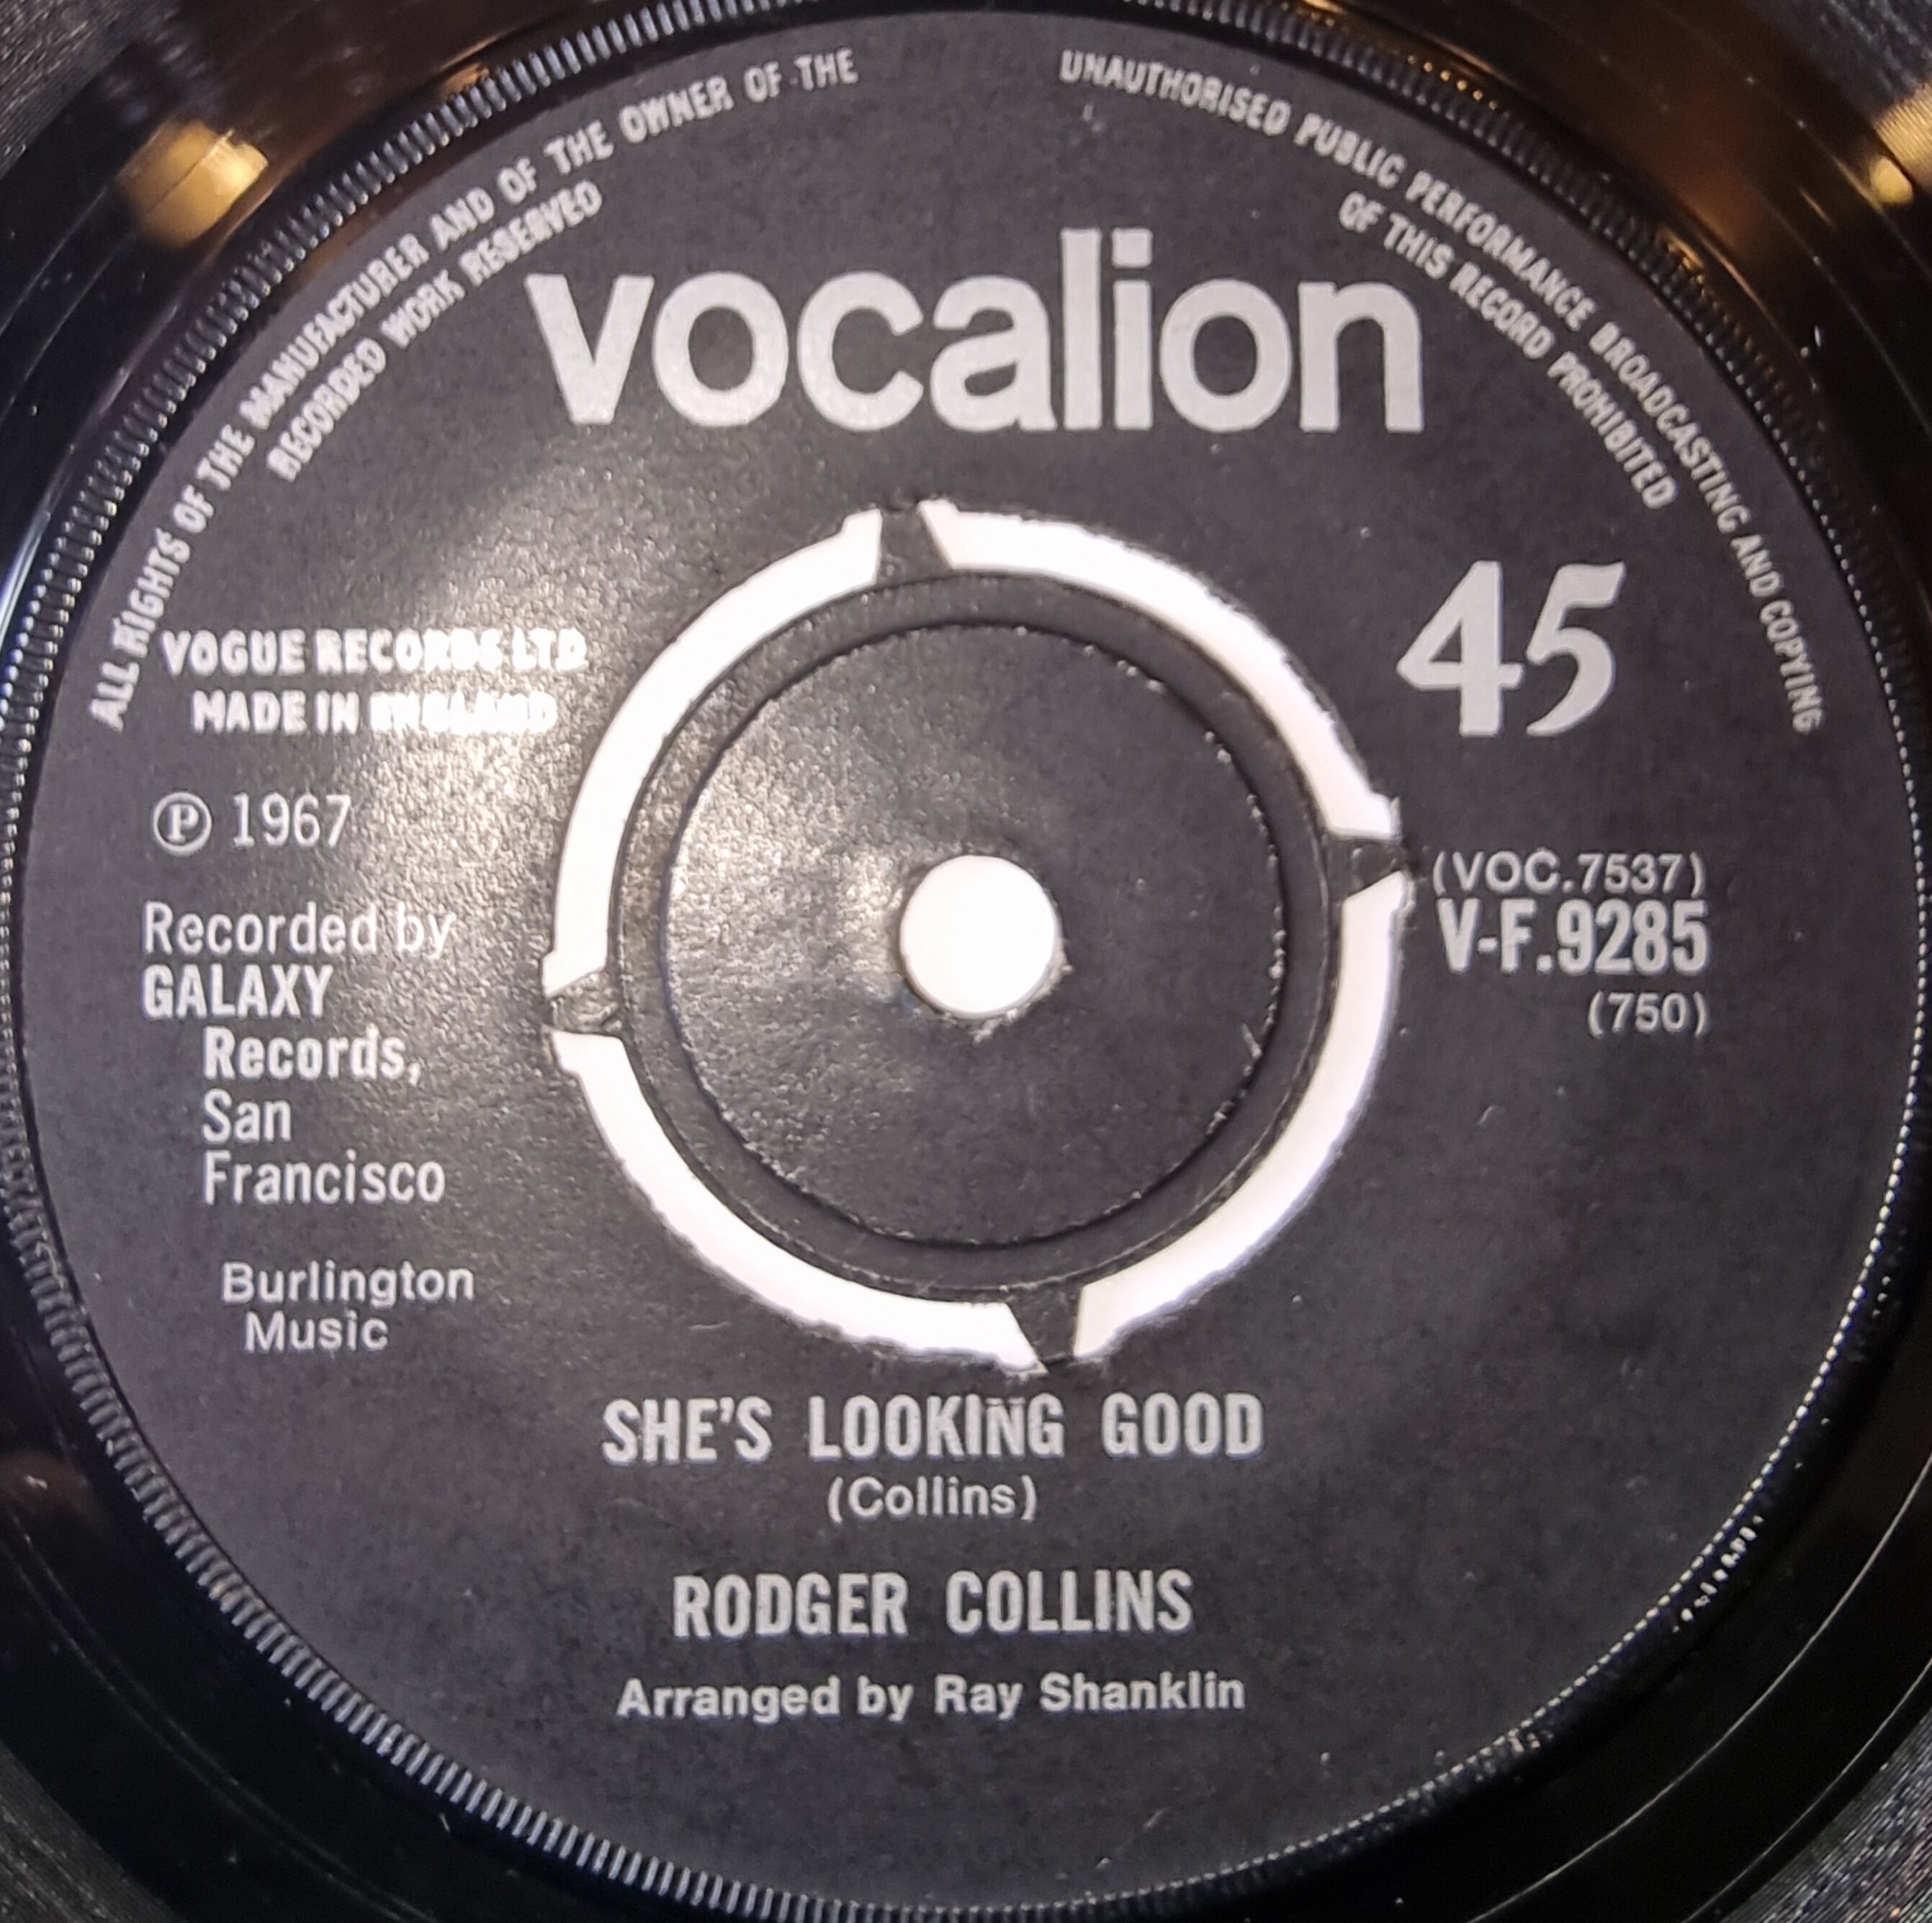 ALL RIGHTS OF THE MANUFACTURER AND OF THE OWNER OF THE
RECORDED WORK RESERVED
UNAUTHORISED PUBLIC PERFORMANCE BROADCASTING AND COPYING
OF THIS RECORD PROHIBITED
vocalion
45
VOGUE RECORDS LTD.
MADE IN ENGLAND
Ⓟ 1967
(VOC.7537)
V-F.9285
(750)
Recorded by
GALAXY
Records,
San
Francisco
Burlington
Music
SHE'S LOOKING GOOD
(Collins)
RODGER COLLINS
Arranged by Ray Shanklin